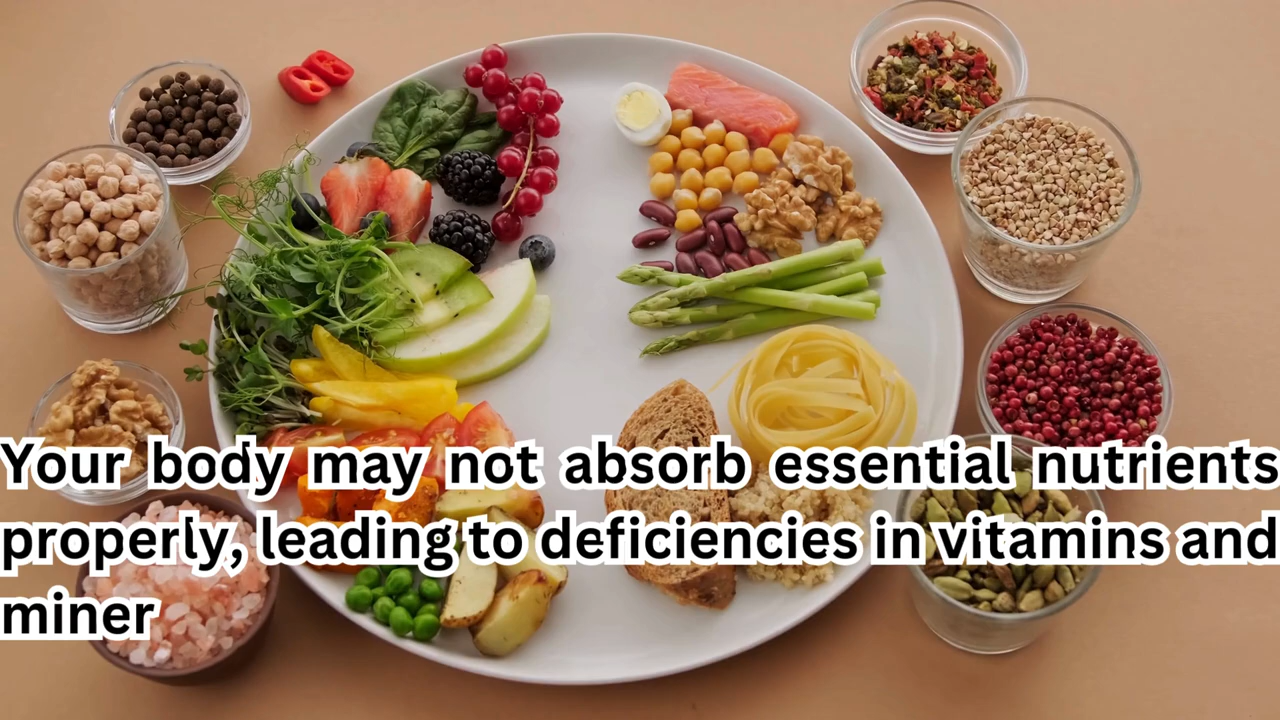 Your body may not absorb essential nutrients
properly, leading to deficiencies in vitamins and
miner